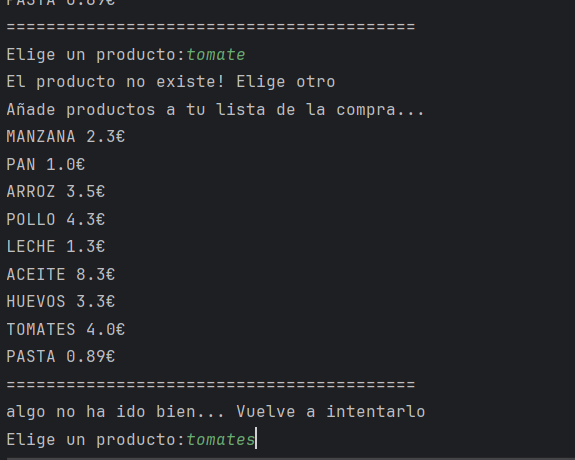 PASTA 0.89€
=========================================
Elige un producto:tomate
El producto no existe! Elige otro
Añade productos a tu lista de la compra...
MANZANA 2.3€
PAN 1.0€
ARROZ 3.5€
POLLO 4.3€
LECHE 1.3€
ACEITE 8.3€
HUEVOS 3.3€
TOMATES 4.0€
PASTA 0.89€
=========================================
algo no ha ido bien... Vuelve a intentarlo
Elige un producto:tomates